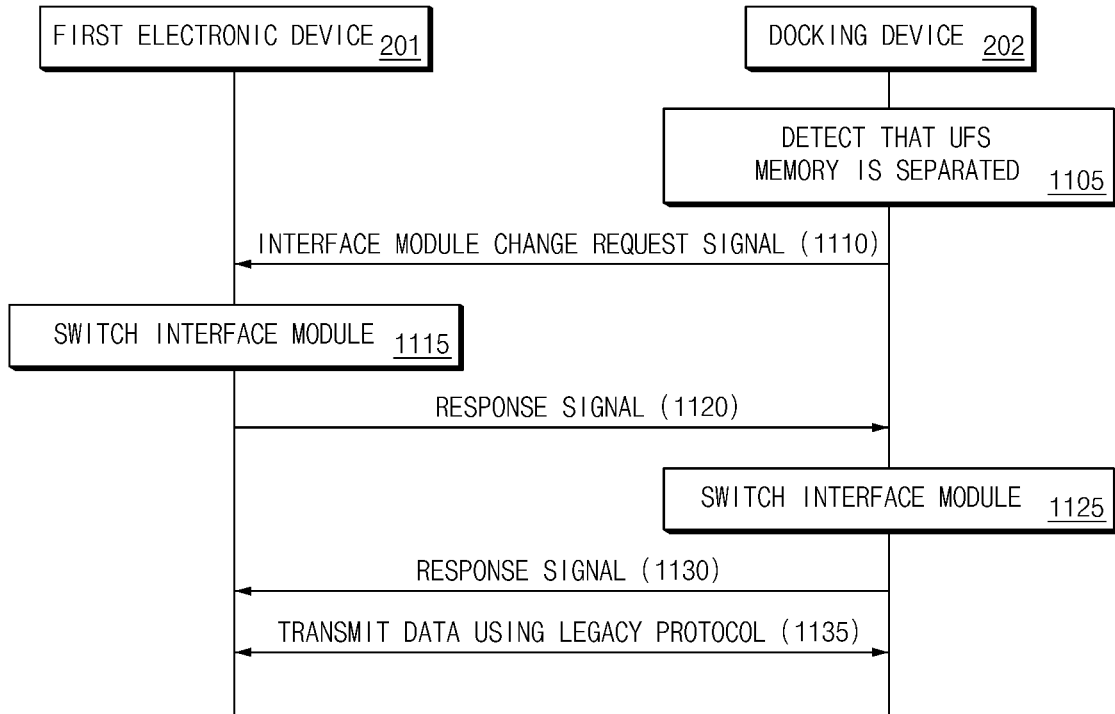 FIRST ELECTRONIC DEVICE 201
DOCKING DEVICE 202
DETECT THAT UFS
MEMORY IS SEPARATED 1105
INTERFACE MODULE CHANGE REQUEST SIGNAL (1110)
SWITCH INTERFACE MODULE 1115
RESPONSE SIGNAL (1120)
SWITCH INTERFACE MODULE 1125
RESPONSE SIGNAL (1130)
TRANSMIT DATA USING LEGACY PROTOCOL (1135)